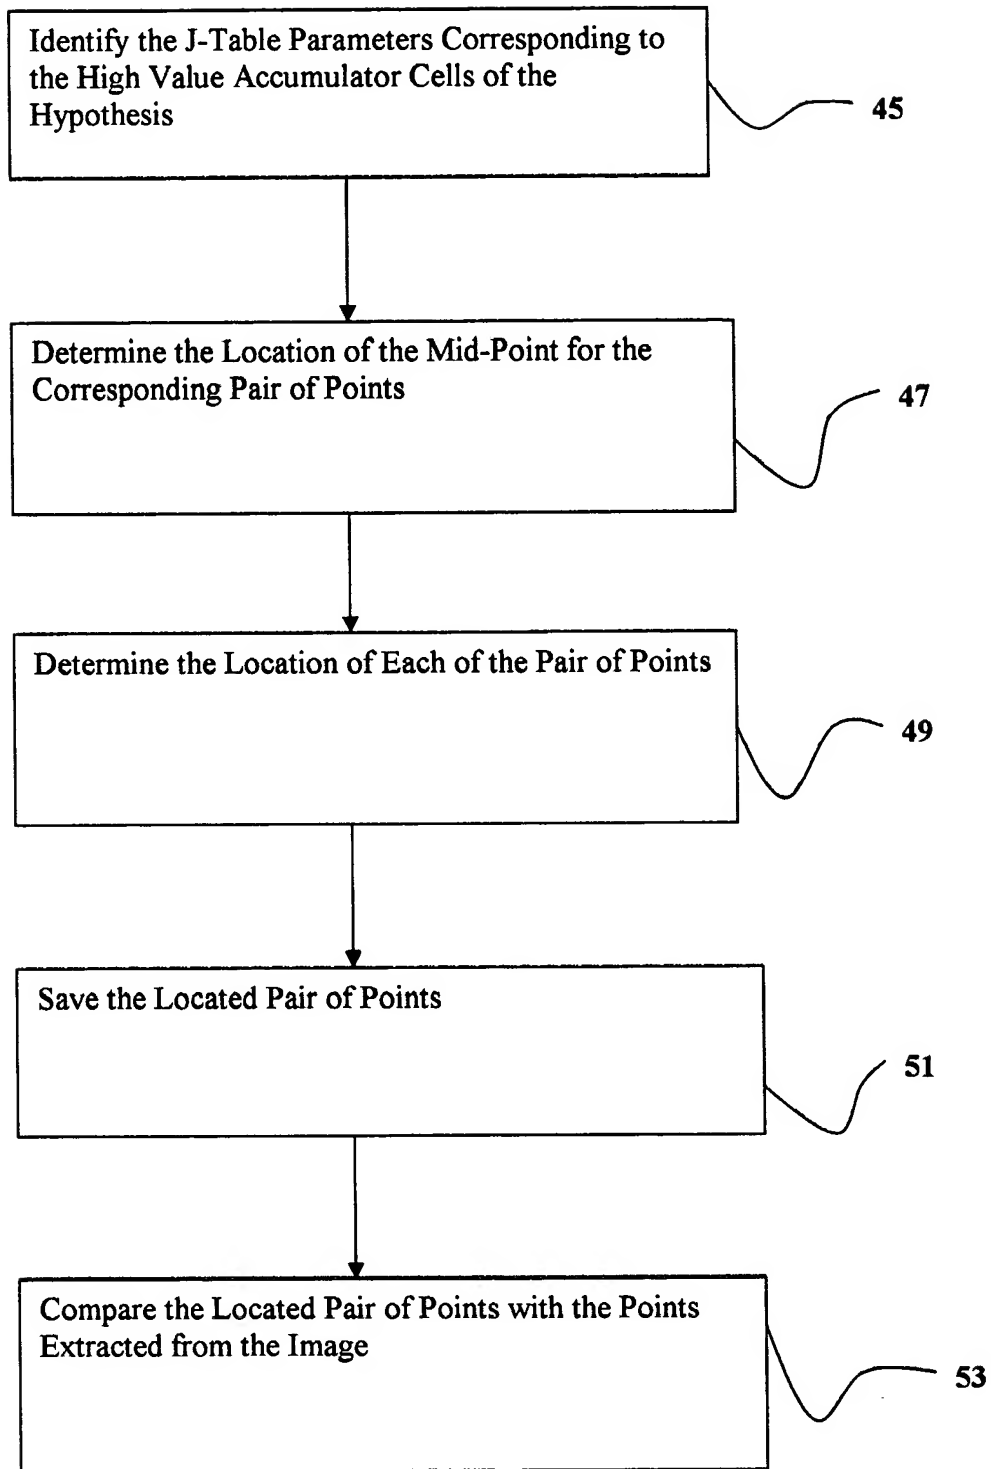 Identify the J-Table Parameters Corresponding to
the High Value Accumulator Cells of the
Hypothesis
45
Determine the Location of the Mid-Point for the
Corresponding Pair of Points
47
Determine the Location of Each of the Pair of Points
49
Save the Located Pair of Points
51
Compare the Located Pair of Points with the Points
Extracted from the Image
53